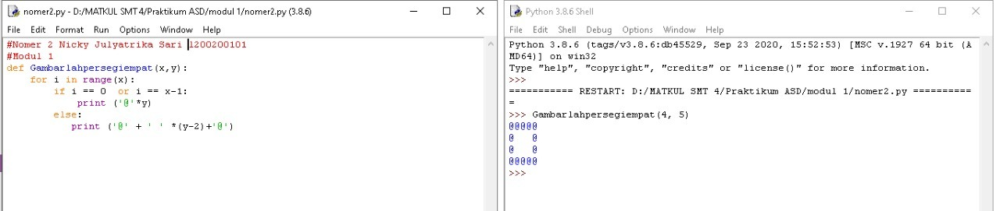 nomer2.py - D:/MATKUL SMT 4/Praktikum ASD/modul 1/nomer2.py (3.8.6)
File Edit Format Run Options Window Help
#Nomer 2 Nicky Julyatrika Sari l200200101
#Modul 1
def Gambarlahpersegiempat(x,y):
    for i in range(x):
        if i == 0  or i == x-1:
            print ('@'*y)
        else:
           print ('@' + ' ' *(y-2)+'@')
Python 3.8.6 Shell
File Edit Shell Debug Options Window Help
Python 3.8.6 (tags/v3.8.6:db45529, Sep 23 2020, 15:52:53) [MSC v.1927 64 bit (A
MD64)] on win32
Type "help", "copyright", "credits" or "license()" for more information.
>>>
=========== RESTART: D:/MATKUL SMT 4/Praktikum ASD/modul 1/nomer2.py ==========
=
>>> Gambarlahpersegiempat(4, 5)
@@@@@
@   @
@   @
@@@@@
>>>